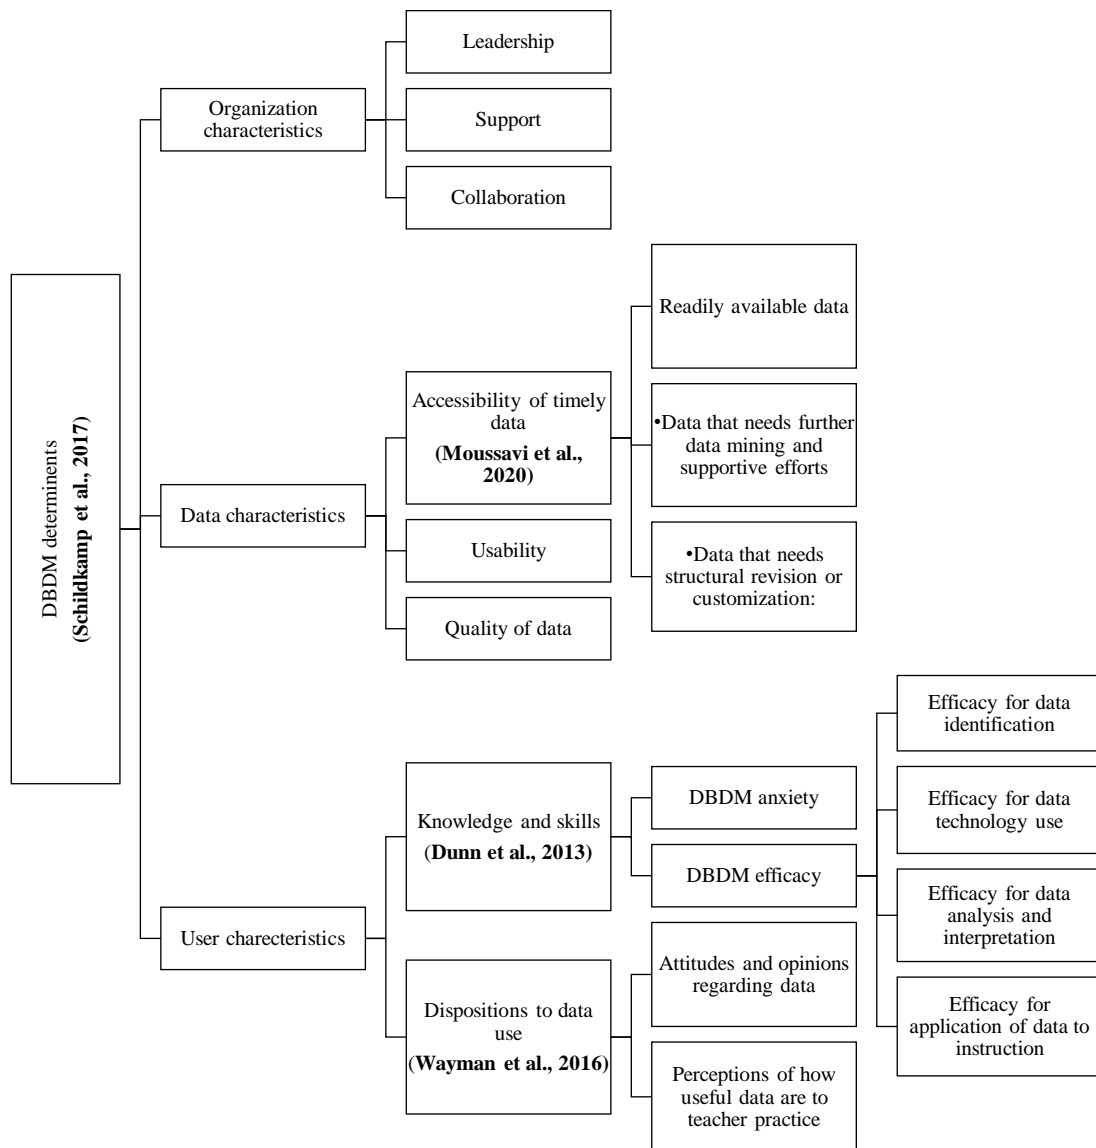 DBDM determinents
(Schildkamp et al., 2017)
Organization
characteristics
Leadership
Support
Collaboration
Data characteristics
Accessibility of timely
data
(Moussavi et al.,
2020)
Readily available data
•Data that needs further
data mining and
supportive efforts
•Data that needs
structural revision or
customization:
Usability
Quality of data
User charecteristics
Knowledge and skills
(Dunn et al., 2013)
DBDM anxiety
DBDM efficacy
Efficacy for data
identification
Efficacy for data
technology use
Efficacy for data
analysis and
interpretation
Efficacy for
application of data to
instruction
Dispositions to data
use
(Wayman et al., 2016)
Attitudes and opinions
regarding data
Perceptions of how
useful data are to
teacher practice